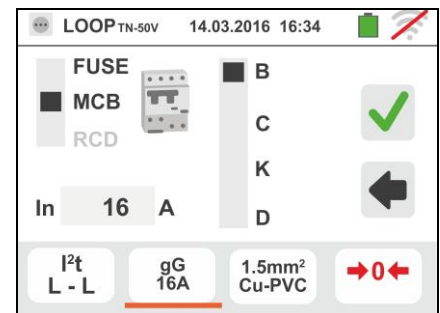 LOOP TN-50V 14.03.2016 16:34
FUSE
MCB
RCD
B
C
K
D
In 16 A
I²t
L - L
gG
16A
1.5mm²
Cu-PVC
0